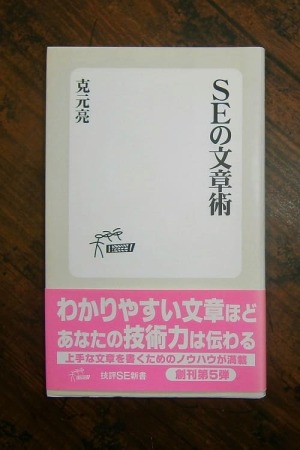 SEの文章術
克元亮
わかりやすい文章ほど
あなたの技術力は伝わる
上手な文章を書くためのノウハウが満載
技評SE新書
創刊第5弾